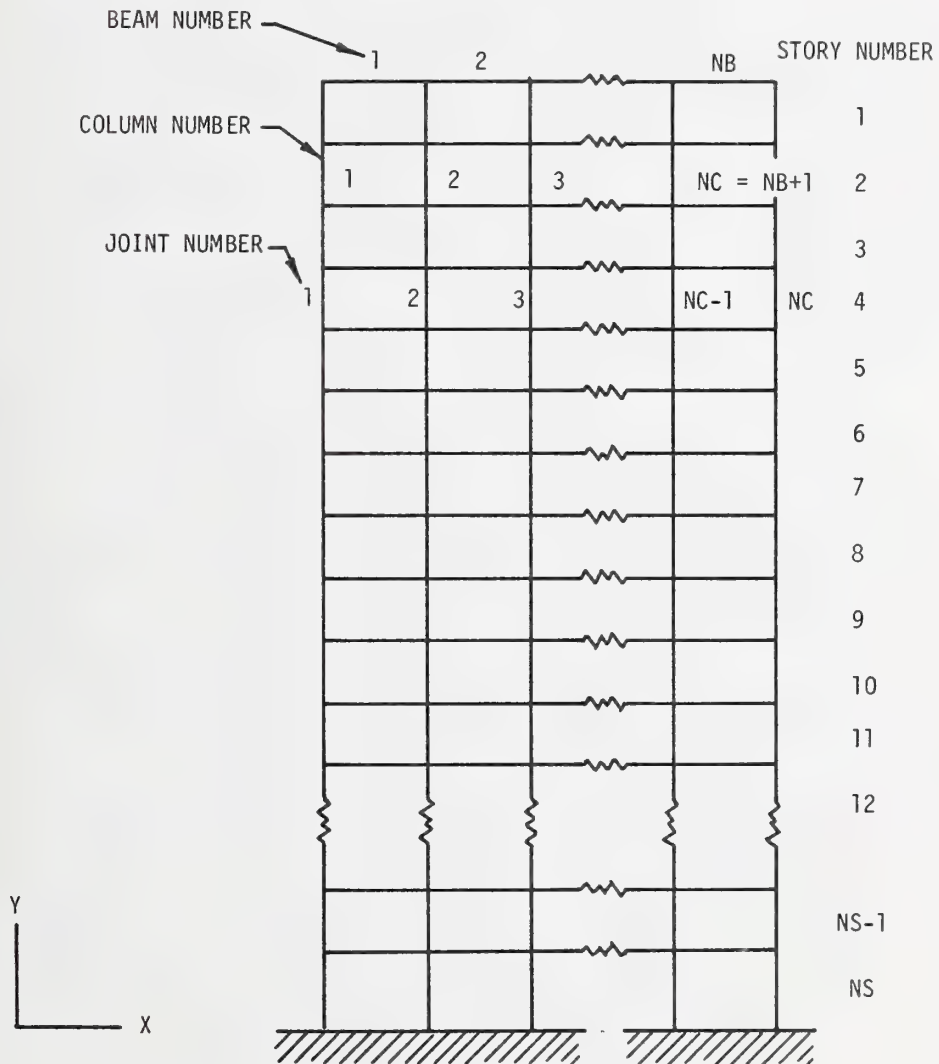 BEAM NUMBER
1 2 NB STORY NUMBER
1
COLUMN NUMBER
1 2 3 NC = NB+1 2
JOINT NUMBER
3
1 2 3 NC-1 NC 4
5
6
7
8
9
10
11
12
Y
NS-1
NS
X